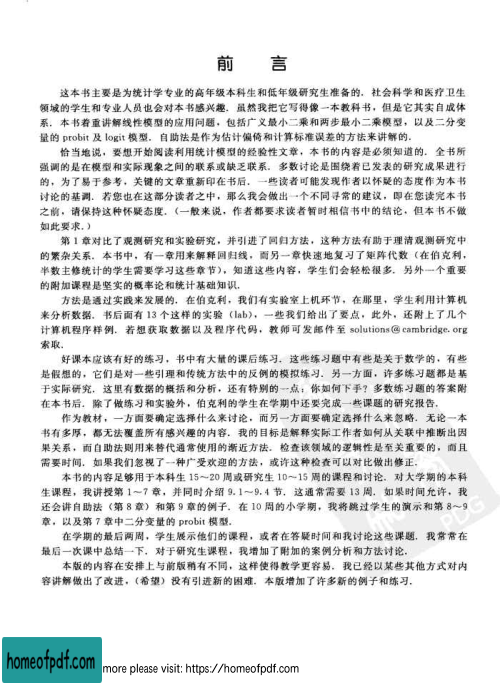 前 言
这本书主要是为统计学专业的高年级本科生和低年级研究生准备的. 社会科学和医疗卫生
领域的学生和专业人员也会对本书感兴趣. 虽然我把它写得像一本教科书, 但是它其实自成体
系. 本书着重讲解线性模型的应用问题, 包括广义最小二乘和两步最小二乘模型, 以及二分变
量的 probit 及 logit 模型. 自助法是作为估计偏倚和计算标准误差的方法来讲解的.
恰当地说, 要想开始阅读利用统计模型的经验性文章, 本书的内容是必须知道的. 全书所
强调的是在模型和实际现象之间的联系或缺乏联系. 多数讨论是围绕着已发表的研究成果进行
的, 为了易于参考, 关键的文章重新印在书后. 一些读者可能发现作者以怀疑的态度作为本书
讨论的基调. 若您也在这部分读者之中, 那么我会做出一个不同寻常的建议, 即在您读完本书
之前, 请保持这种怀疑态度. (一般来说, 作者都要求读者暂时相信书中的结论, 但本书不做
如此要求.)
第 1 章对比了观测研究和实验研究, 并引进了回归方法, 这种方法有助于理清观测研究中
的繁杂关系. 本书中, 有一章用来解释回归线, 而另一章快速地复习了矩阵代数 (在伯克利,
半数主修统计的学生需要学习这些章节), 知道这些内容, 学生们会轻松很多. 另外一个重要
的附加课程是坚实的概率论和统计基础知识.
方法是通过实践来发展的. 在伯克利, 我们有实验室上机环节, 在那里, 学生利用计算机
来分析数据. 书后面有 13 个这样的实验 (lab), 一些我们给出了要点, 此外, 还附上了几个
计算机程序样例. 若想获取数据以及程序代码, 教师可发邮件至 solutions@cambridge.org
索取.
好课本应该有好的练习, 书中有大量的课后练习. 这些练习题中有些是关于数学的, 有些
是假想的, 它们是对一些引理和传统方法中的反例的模拟练习. 另一方面, 许多练习题都是基
于实际研究. 这里有数据的概括和分析, 还有特别的一点: 你如何下手? 多数练习题的答案附
在本书后. 除了做练习和实验外, 伯克利的学生在学期中还要完成一些课题的研究报告.
作为教材, 一方面要确定选择什么来讨论, 而另一方面要确定选择什么来忽略. 无论一本
书有多厚, 都无法覆盖所有感兴趣的内容. 我的目标是解释实际工作者如何从关联中推断出因
果关系, 而自助法则用来替代通常使用的渐近方法. 检查该领域的逻辑性是至关重要的, 而且
需要时间. 如果我们忽视了一种广受欢迎的方法, 或许这种检查可以对比做出修正.
本书的内容足够用于本科生 15～20 周或研究生 10～15 周的课程和讨论. 对大学期的本科
生课程, 我讲授第 1～7 章, 并同时介绍 9.1～9.4 节. 这通常需要 13 周. 如果时间允许, 我
还会讲自助法 (第 8 章) 和第 9 章的例子. 在 10 周的小学期, 我将跳过学生的演示和第 8～9
章, 以及第 7 章中二分变量的 probit 模型.
在学期的最后两周, 学生展示他们的课程, 或者在答疑时间和我讨论这些课题. 我常常在
最后一次课中总结一下. 对于研究生课程, 我增加了附加的案例分析和方法讨论.
本版的内容在安排上与前版稍有不同, 这样使得教学更容易. 我已经以某些其他方式对内
容讲解做出了改进, (希望) 没有引进新的困难. 本版增加了许多新的例子和练习.
homeofpdf.com more please visit: https://homeofpdf.com